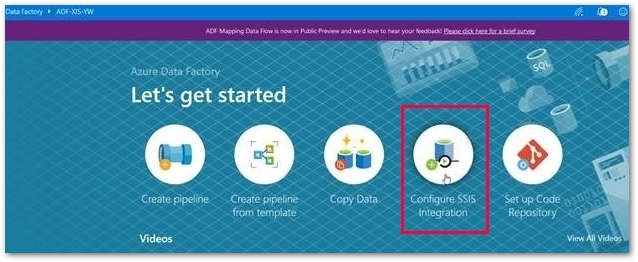 Data Factory ▸ ADF-XIS-YW
ADF Mapping Data Flow is now in Public Preview and we'd love to hear your feedback! Please click here for a brief survey
Azure Data Factory
Let's get started
SQL
Create pipeline
Create pipeline
from template
Copy Data
Configure SSIS
Integration
Set up Code
Repository
Videos
View All Videos